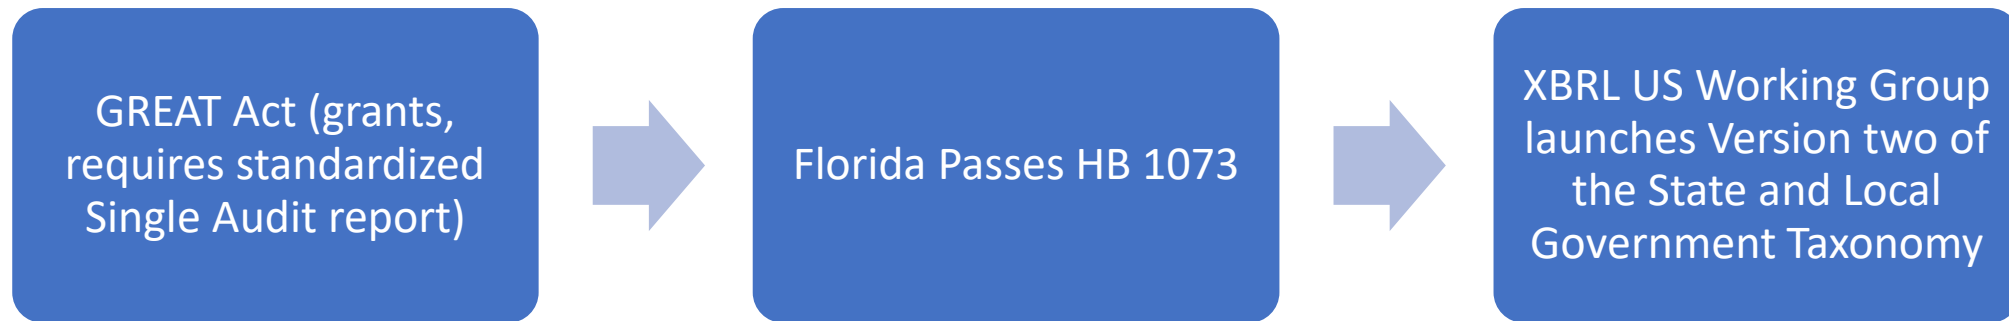 GREAT Act (grants,
requires standardized
Single Audit report)
Florida Passes HB 1073
XBRL US Working Group
launches Version two of
the State and Local
Government Taxonomy